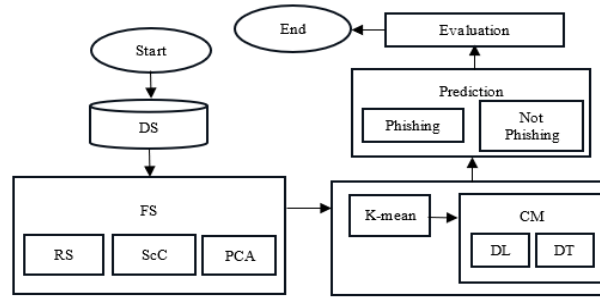 Start
DS
FS
RS
ScC
PCA
K-mean
CM
DL
DT
Prediction
Phishing
Not
Phishing
Evaluation
End